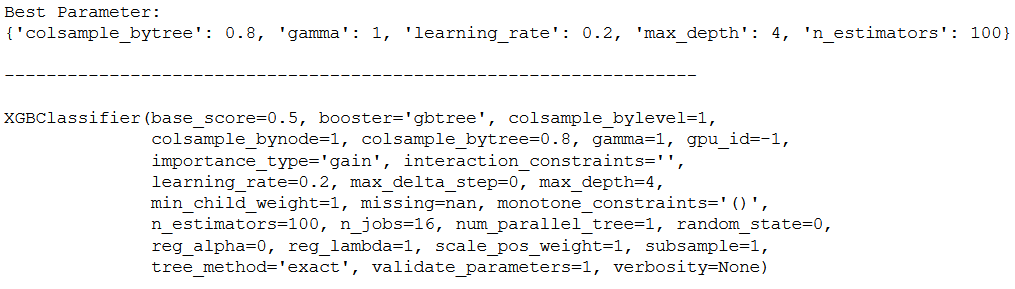 Best Parameter:
{'colsample_bytree': 0.8, 'gamma': 1, 'learning_rate': 0.2, 'max_depth': 4, 'n_estimators': 100}
------------------------------------------------------------------
XGBClassifier(base_score=0.5, booster='gbtree', colsample_bylevel=1,
colsample_bynode=1, colsample_bytree=0.8, gamma=1, gpu_id=-1,
importance_type='gain', interaction_constraints='',
learning_rate=0.2, max_delta_step=0, max_depth=4,
min_child_weight=1, missing=nan, monotone_constraints='()',
n_estimators=100, n_jobs=16, num_parallel_tree=1, random_state=0,
reg_alpha=0, reg_lambda=1, scale_pos_weight=1, subsample=1,
tree_method='exact', validate_parameters=1, verbosity=None)